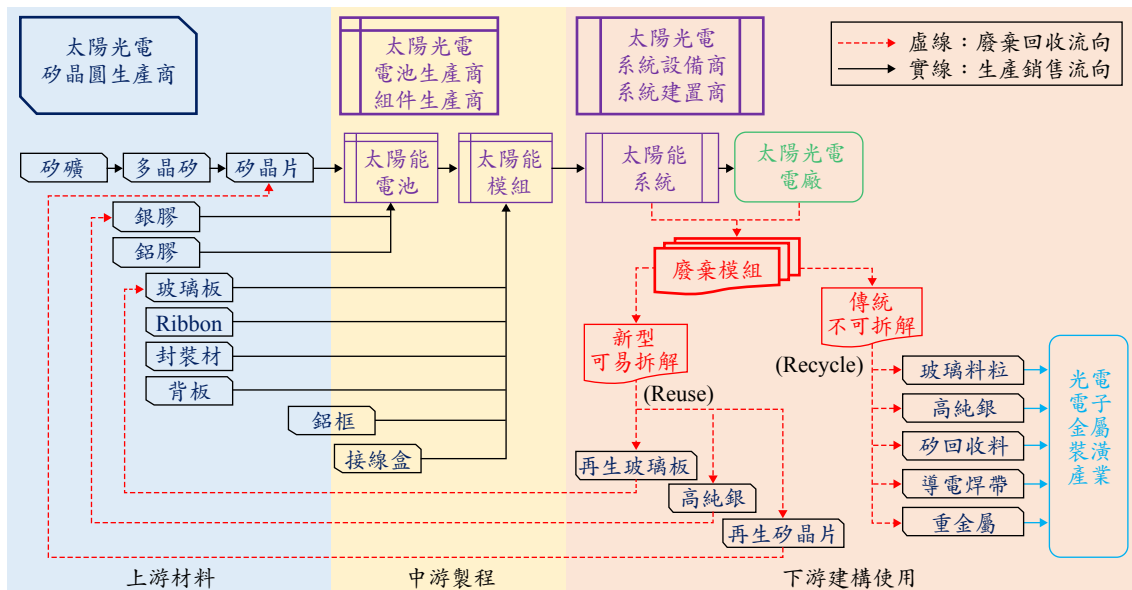 太陽光電
矽晶圓生產商
太陽光電
電池生產商
組件生產商
太陽光電
系統設備商
系統建置商
虛線：廢棄回收流向
實線：生產銷售流向
矽礦
多晶矽
矽晶片
太陽能
電池
太陽能
模組
太陽能
系統
太陽光電
電廠
銀膠
鋁膠
玻璃板
Ribbon
封裝材
背板
鋁框
接線盒
廢棄模組
新型
可易拆解
傳統
不可拆解
(Reuse)
(Recycle)
再生玻璃板
高純銀
再生矽晶片
玻璃料粒
高純銀
矽回收料
導電焊帶
重金屬
光電
電子
金屬
裝潢
產業
上游材料
中游製程
下游建構使用